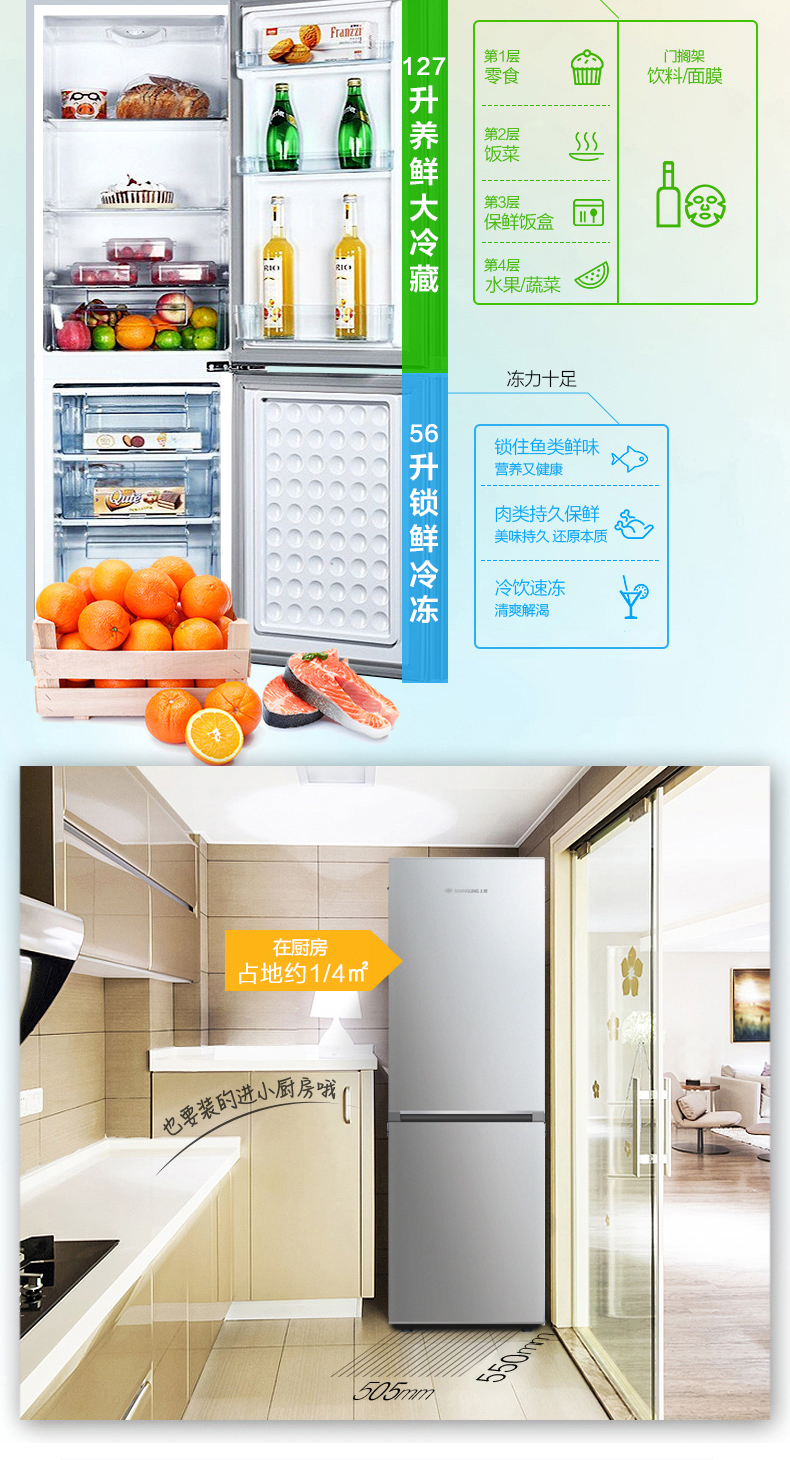 Franzzi
RIO
RIO
127
升
养
鲜
大
冷
藏
第1层
零食
第2层
饭菜
第3层
保鲜饭盒
第4层
水果/蔬菜
门搁架
饮料/面膜
冻力十足
56
升
锁
鲜
冷
冻
锁住鱼类鲜味
营养又健康
肉类持久保鲜
美味持久 还原本质
冷饮速冻
清爽解渴
在厨房
占地约1/4㎡
也要装的进小厨房哦
505mm
550mm